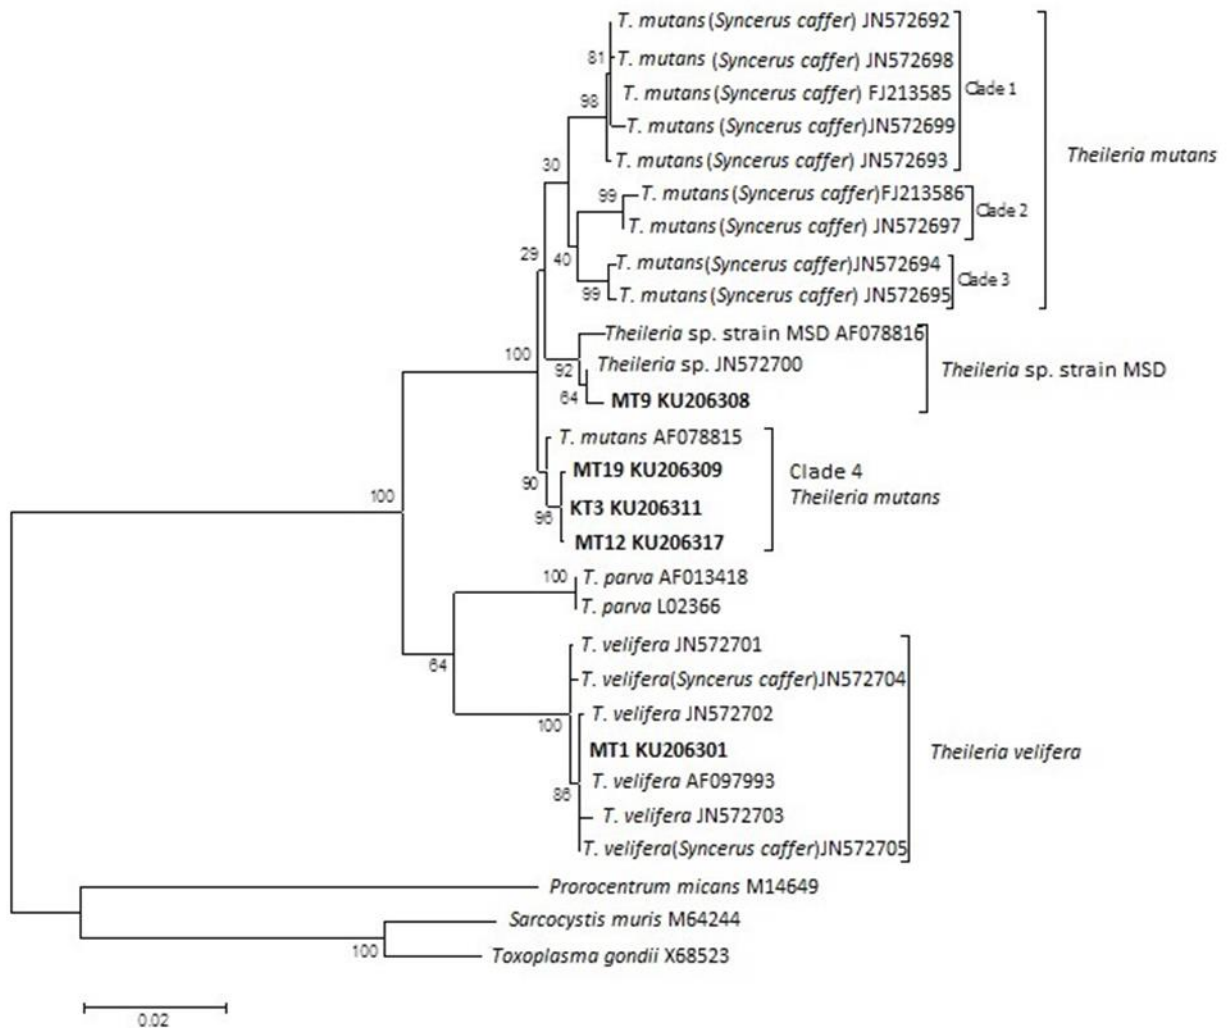 T. mutans (Syncerus caffer) JN572692
81
T. mutans (Syncerus caffer) JN572698
T. mutans (Syncerus caffer) FJ213585
Clade 1
98
T. mutans (Syncerus caffer)JN572699
T. mutans (Syncerus caffer) JN572693
Theileria mutans
30
99
T. mutans (Syncerus caffer)FJ213586
T. mutans (Syncerus caffer) JN572697
Clade 2
29
40
T. mutans(Syncerus caffer)JN572694
Clade 3
99
T. mutans (Syncerus caffer) JN572695
Theileria sp. strain MSD AF078816
100
92
Theileria sp. JN572700
Theileria sp. strain MSD
64
MT9 KU206308
T. mutans AF078815
90
MT19 KU206309
Clade 4
Theileria mutans
100
96
KT3 KU206311
MT12 KU206317
100
T. parva AF013418
T. parva L02366
64
T. velifera JN572701
T. velifera(Syncerus caffer)JN572704
100
T. velifera JN572702
MT1 KU206301
Theileria velifera
T. velifera AF097993
86
T. velifera JN572703
T. velifera(Syncerus caffer)JN572705
Prorocentrum micans M14649
Sarcocystis muris M64244
100
Toxoplasma gondii X68523
0.02